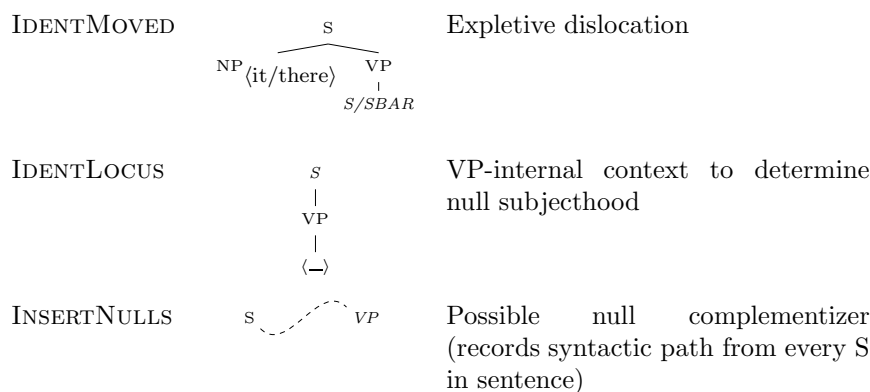 IDENTMOVED S Expletive dislocation
NP⟨it/there⟩ VP
S/SBAR
IDENTLOCUS S VP-internal context to determine
VP null subjecthood
⟨_⟩
INSERTNULLS S VP Possible null complementizer
(records syntactic path from every S
in sentence)